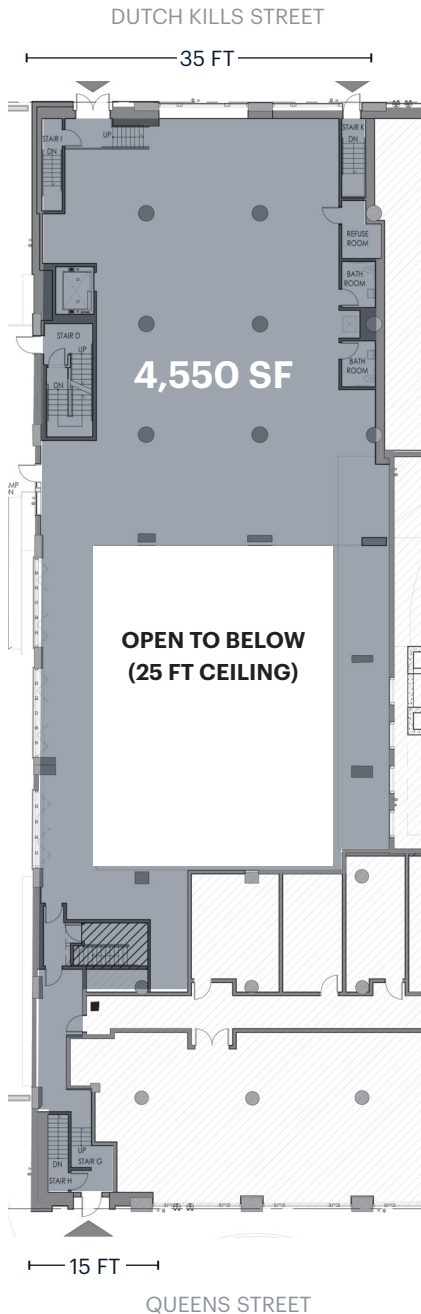 DUTCH KILLS STREET
35 FT
STAIR I
DN
UP
STAIR K
DN
REFUSE
ROOM
BATH
ROOM
STAIR D
UP
DN
4,550 SF
BATH
ROOM
OPEN TO BELOW
(25 FT CEILING)
DN
UP
STAIR G
STAIR H
15 FT
QUEENS STREET